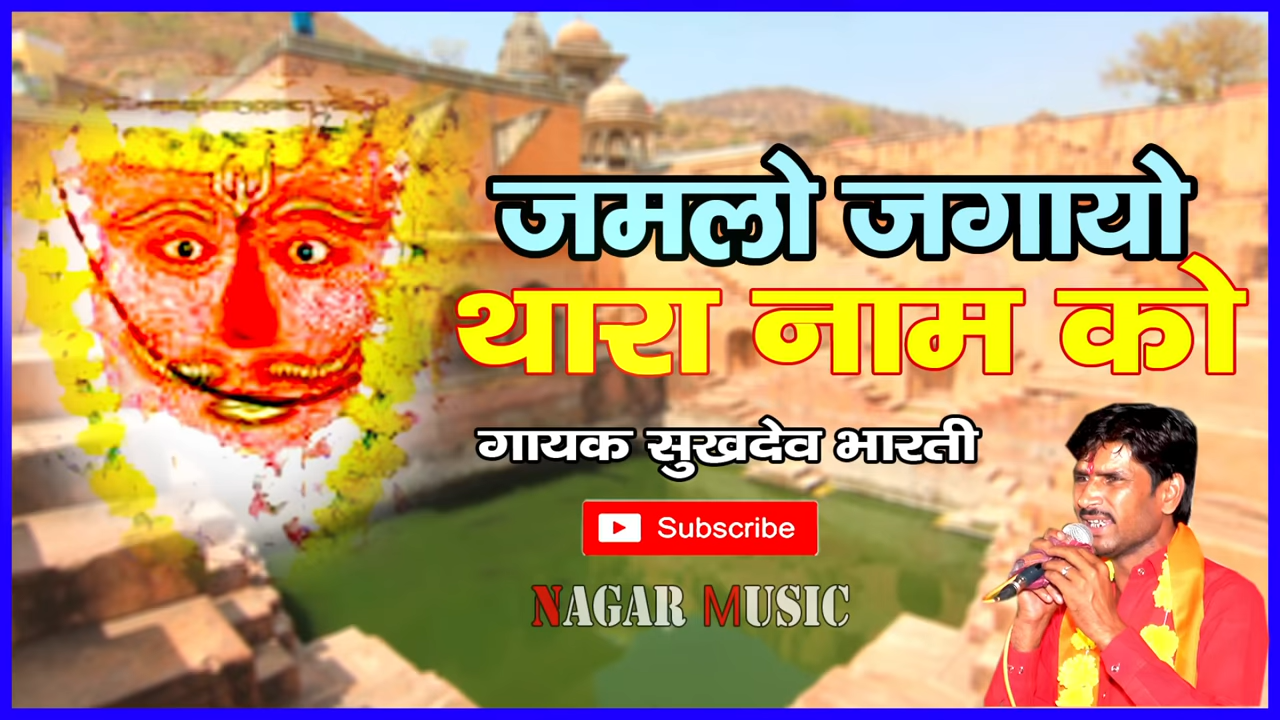 जमलो जगायो
थारा नाम को
गायक सुखदेव भारती
Subscribe
NAGAR MUSIC